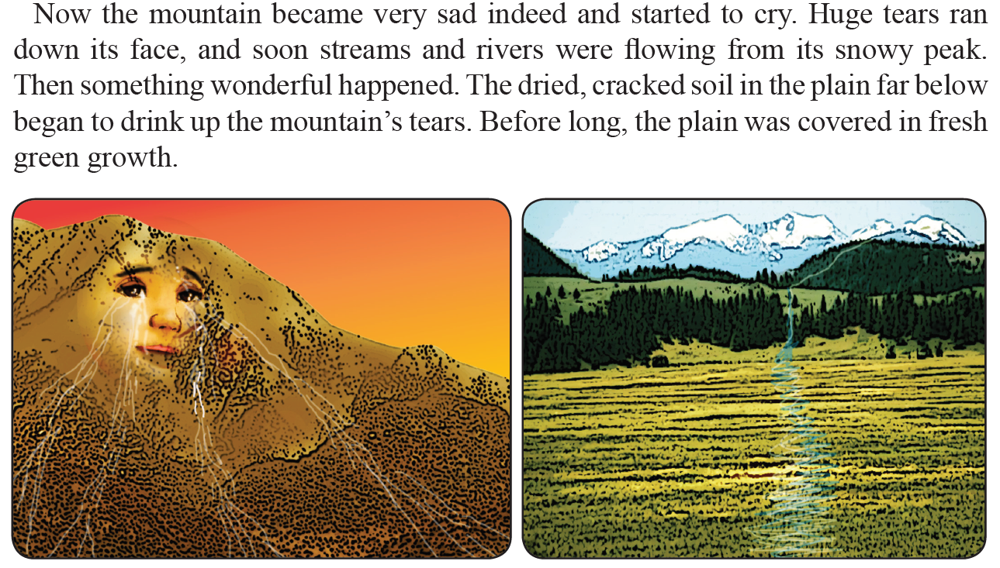 Now the mountain became very sad indeed and started to cry. Huge tears ran
down its face, and soon streams and rivers were flowing from its snowy peak.
Then something wonderful happened. The dried, cracked soil in the plain far below
began to drink up the mountain’s tears. Before long, the plain was covered in fresh
green growth.